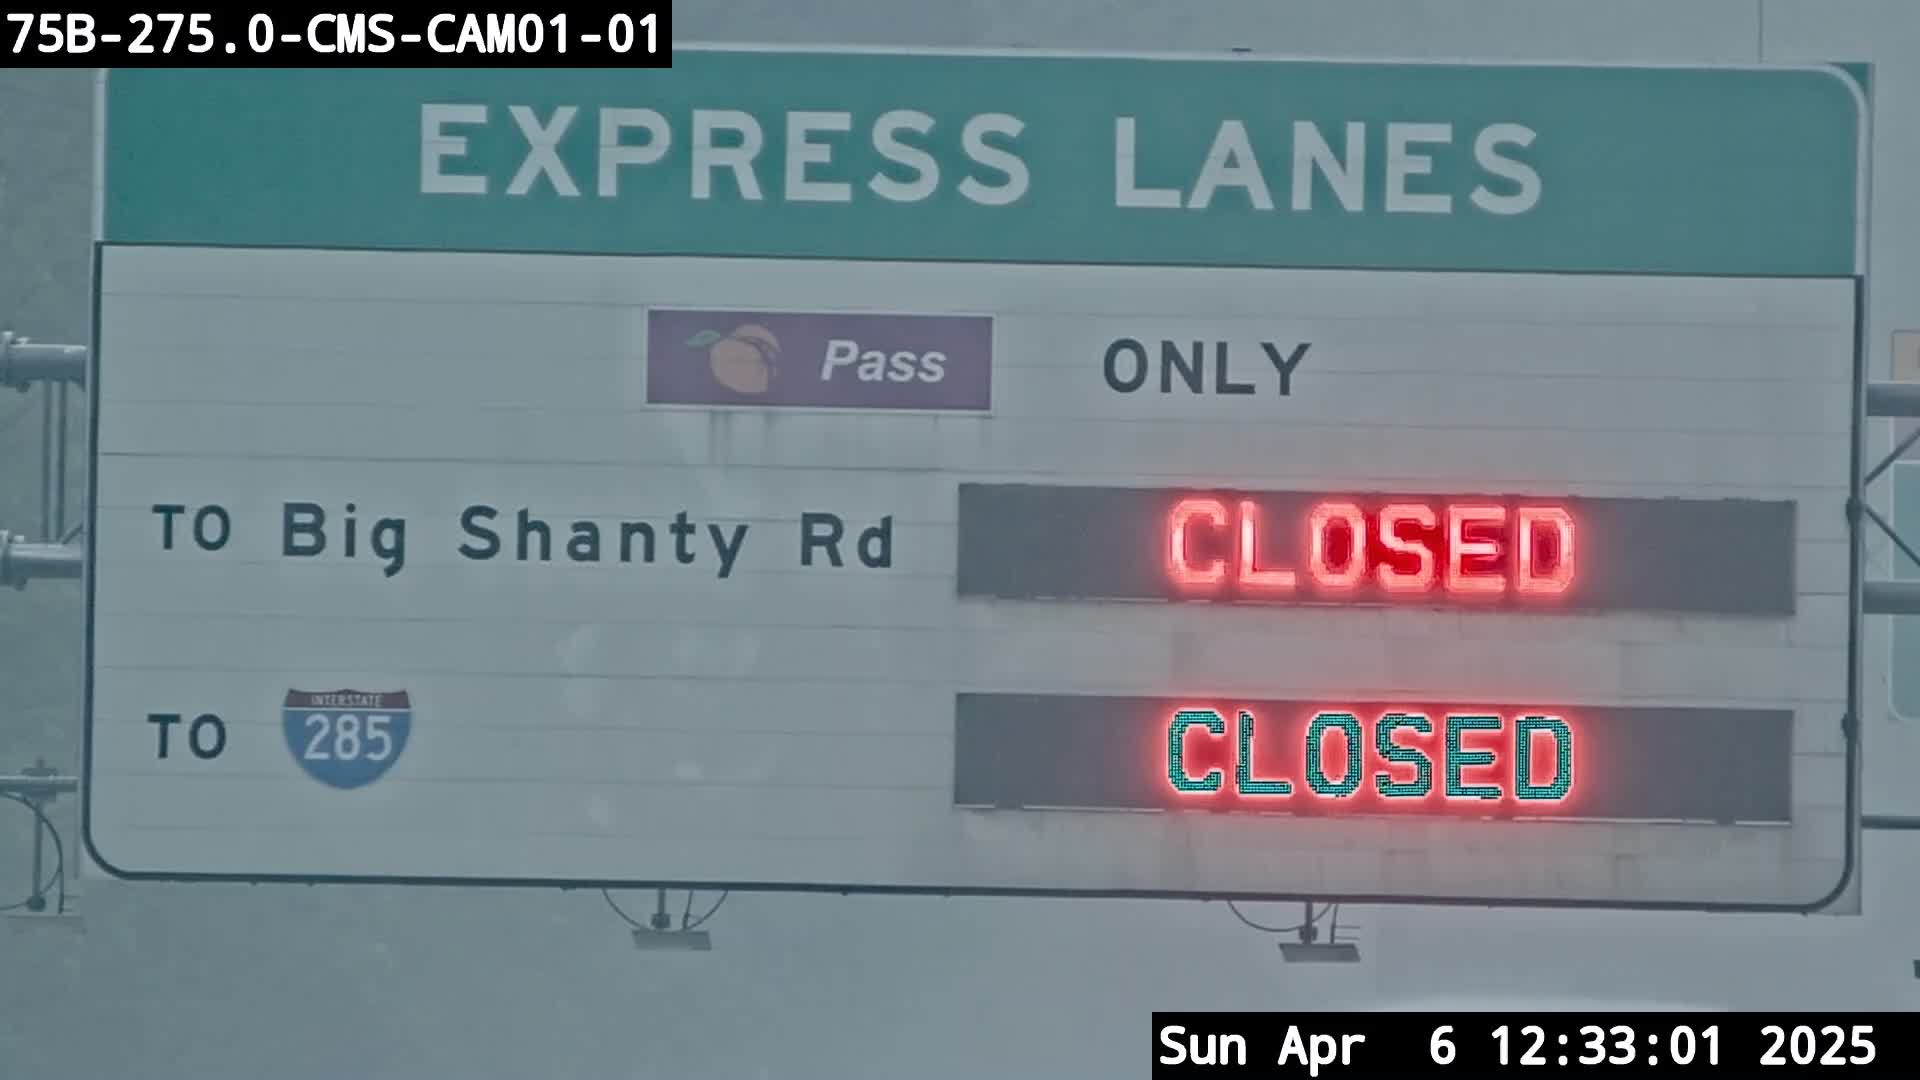 75B-275.0-CMS-CAM01-01
EXPRESS LANES
Pass ONLY
TO Big Shanty Rd CLOSED
INTERSTATE
TO 285 CLOSED
Sun Apr 6 12:33:01 2025